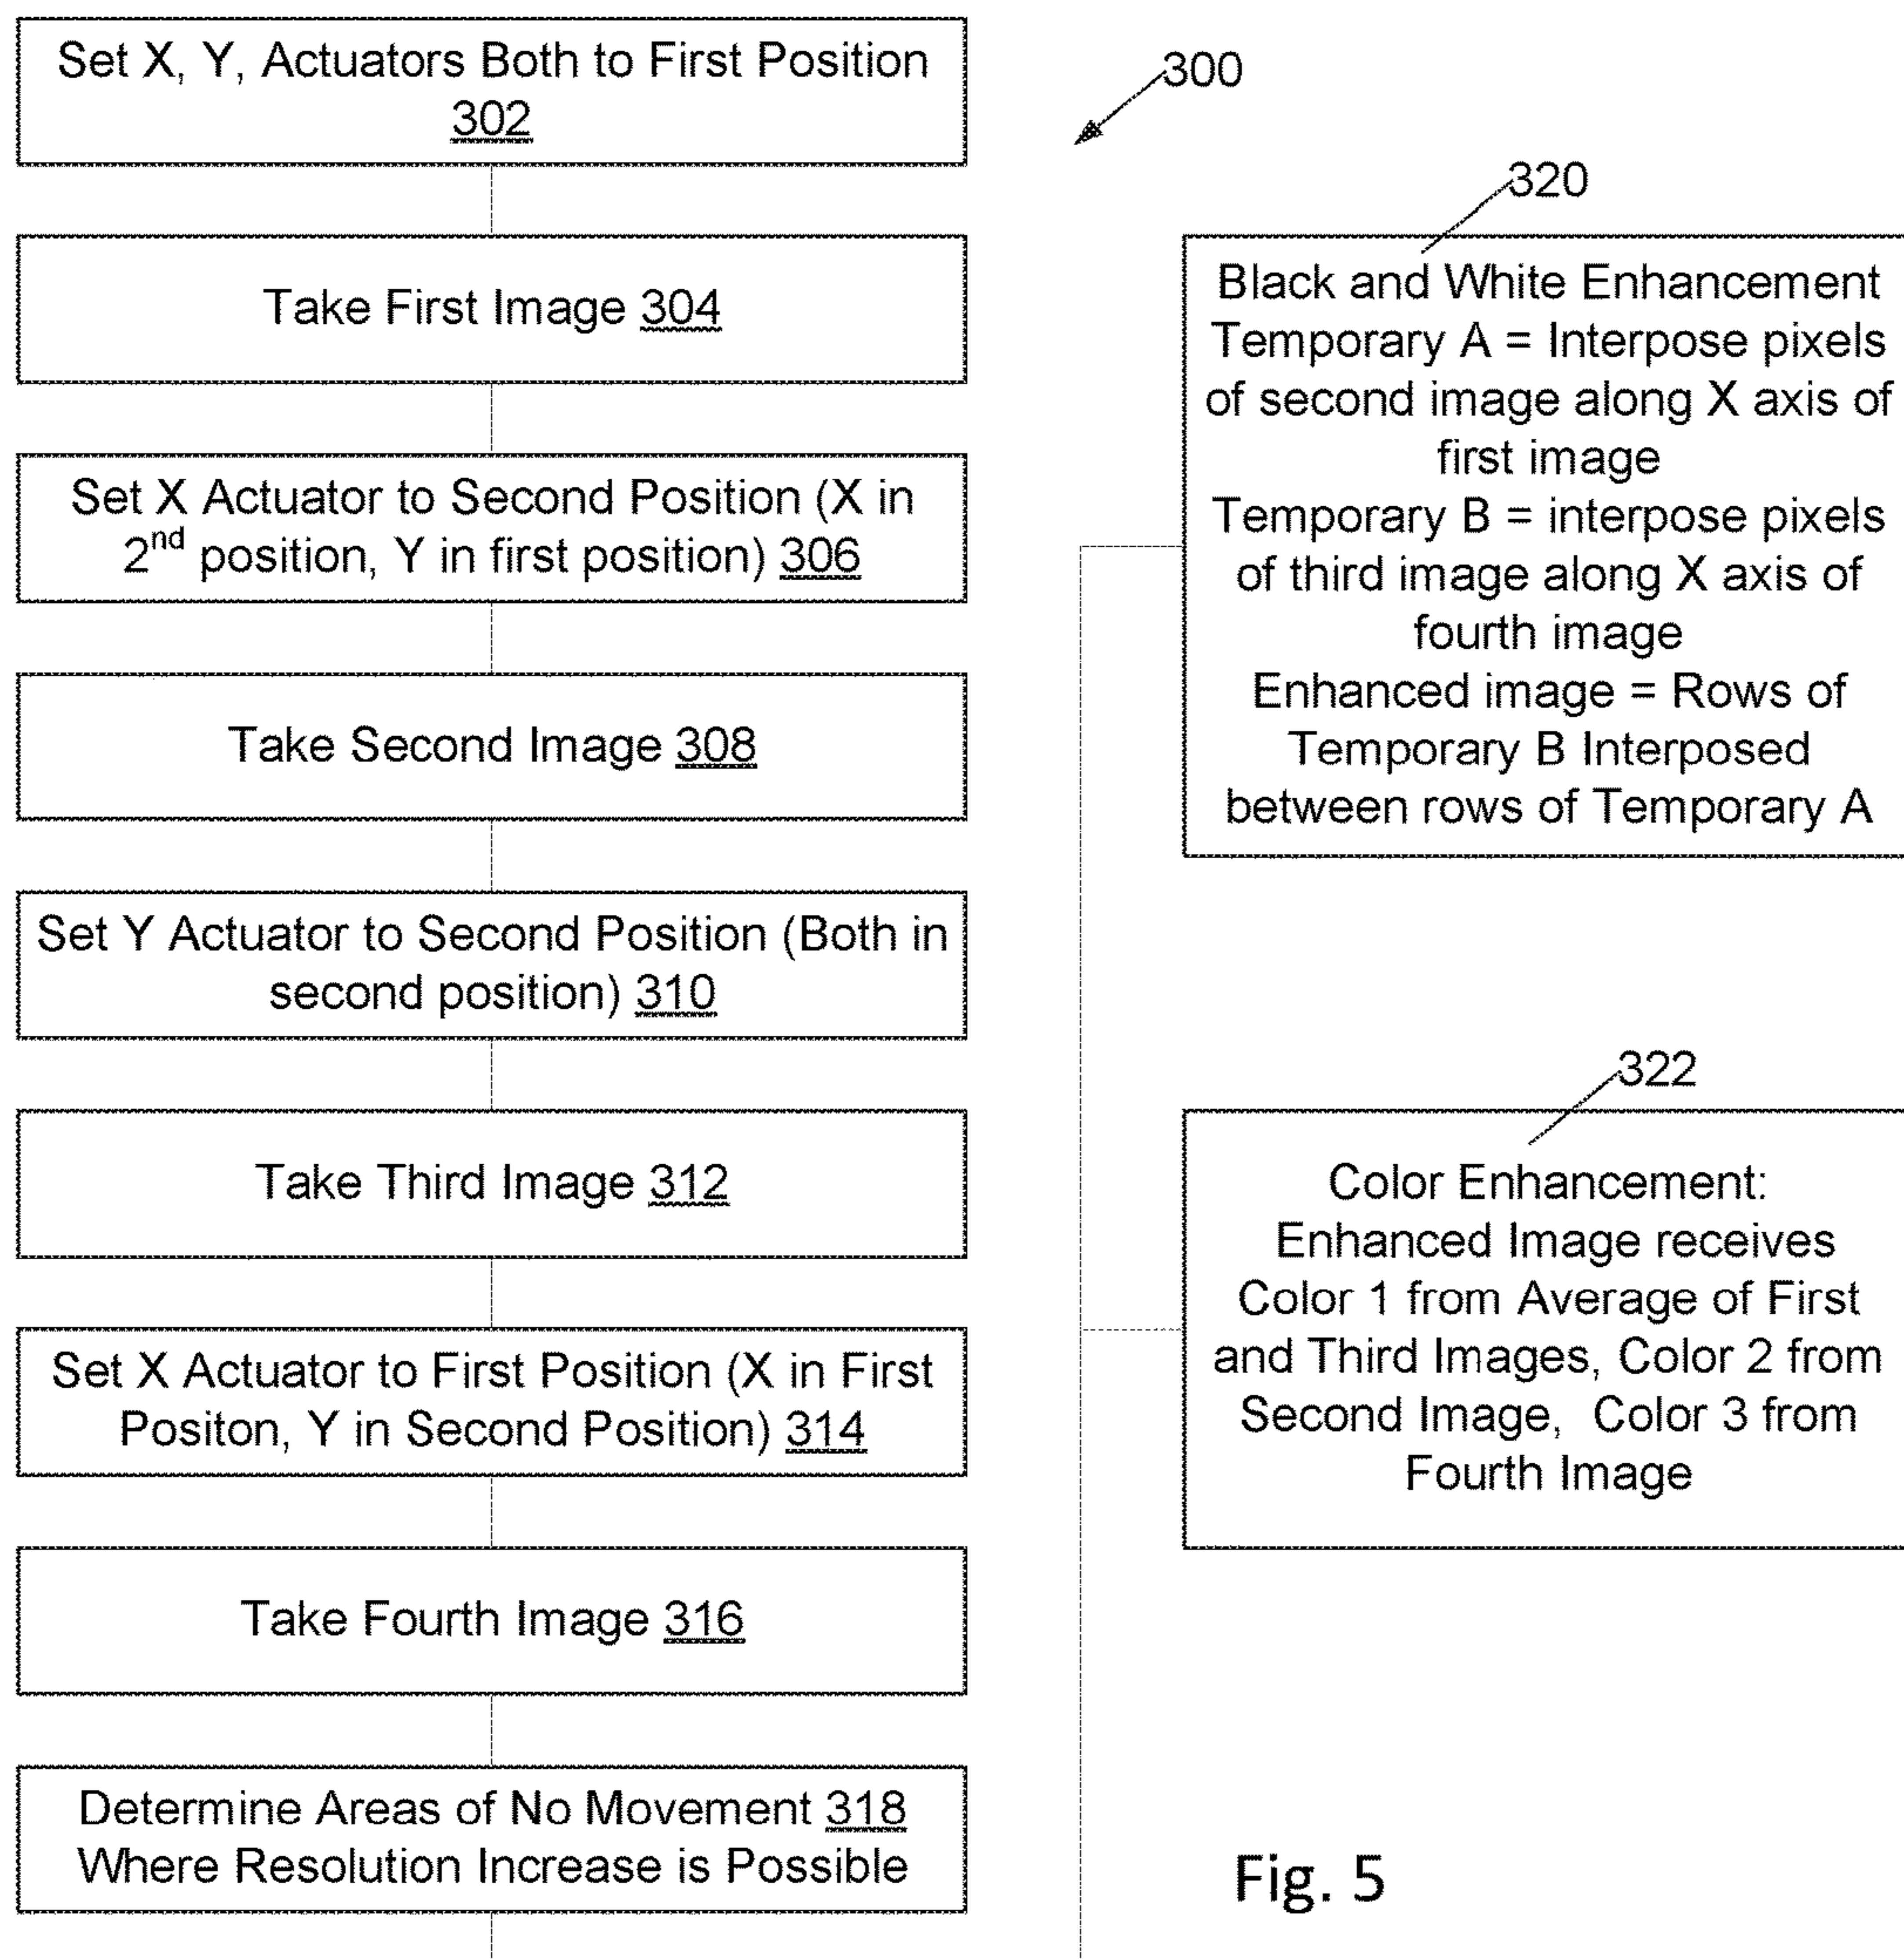 Set X, Y, Actuators Both to First Position
302
Take First Image 304
Set X Actuator to Second Position (X in
2nd position, Y in first position) 306
Take Second Image 308
Set Y Actuator to Second Position (Both in
second position) 310
Take Third Image 312
Set X Actuator to First Position (X in First
Positon, Y in Second Position) 314
Take Fourth Image 316
Determine Areas of No Movement 318
Where Resolution Increase is Possible
300
320
Black and White Enhancement
Temporary A = Interpose pixels
of second image along X axis of
first image
Temporary B = interpose pixels
of third image along X axis of
fourth image
Enhanced image = Rows of
Temporary B Interposed
between rows of Temporary A
322
Color Enhancement:
Enhanced Image receives
Color 1 from Average of First
and Third Images, Color 2 from
Second Image, Color 3 from
Fourth Image
Fig. 5